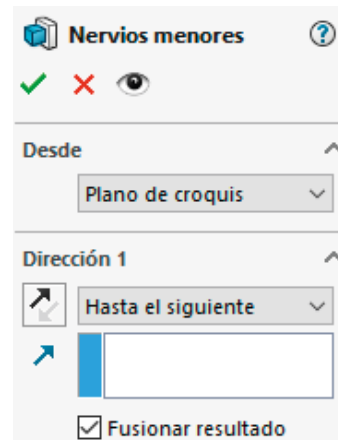 Nervios menores
Desde
Plano de croquis
Dirección 1
Hasta el siguiente
Fusionar resultado